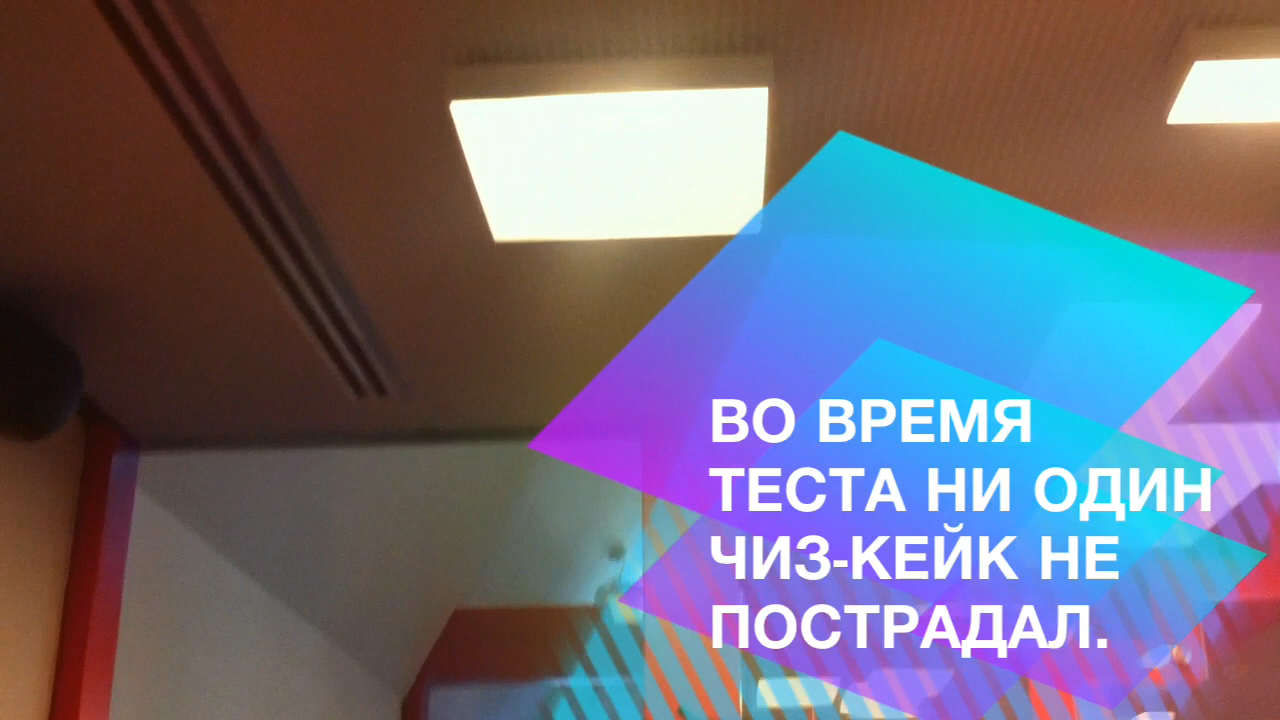 ВО ВРЕМЯ
ТЕСТА НИ ОДИН
ЧИЗ-КЕЙК НЕ
ПОСТРАДАЛ.